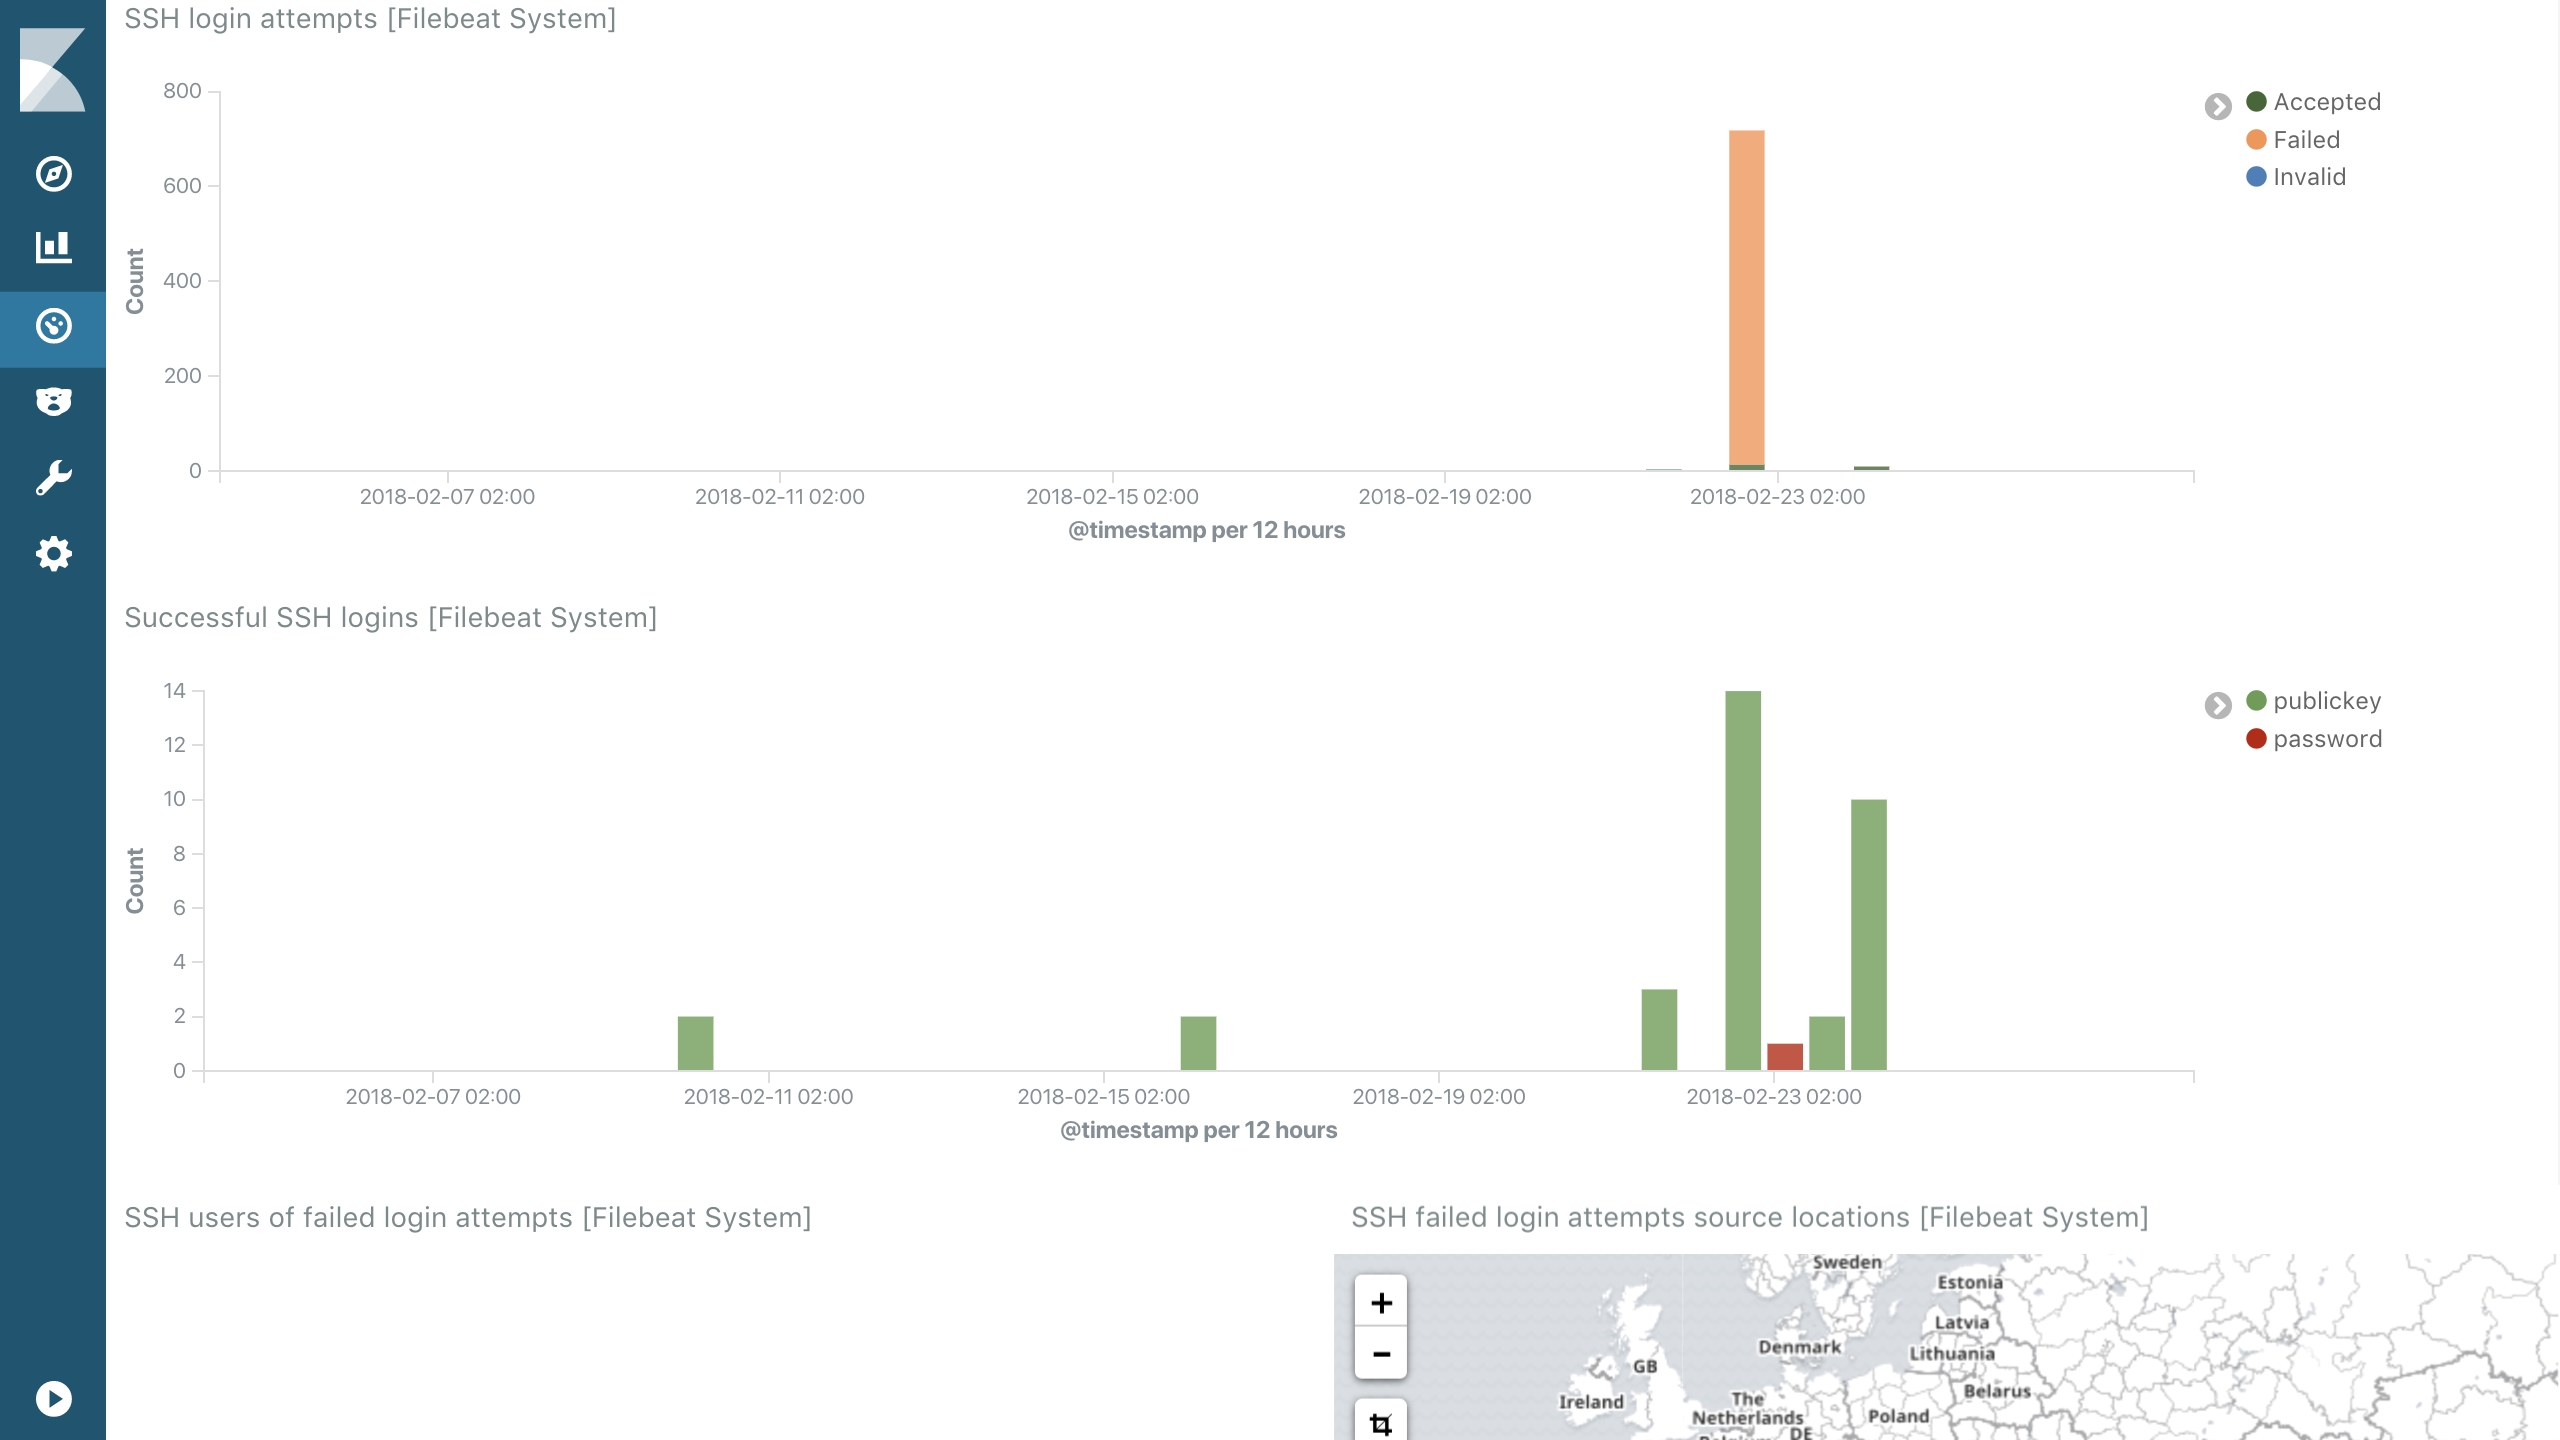 SSH login attempts [Filebeat System]
800
600
400
200
0
Count
2018-02-07 02:00
2018-02-11 02:00
2018-02-15 02:00
2018-02-19 02:00
2018-02-23 02:00
@timestamp per 12 hours
Accepted
Failed
Invalid
Successful SSH logins [Filebeat System]
14
12
10
8
6
4
2
0
Count
2018-02-07 02:00
2018-02-11 02:00
2018-02-15 02:00
2018-02-19 02:00
2018-02-23 02:00
@timestamp per 12 hours
publickey
password
SSH users of failed login attempts [Filebeat System]
SSH failed login attempts source locations [Filebeat System]
+
−
Sweden
Estonia
Latvia
Denmark
Lithuania
GB
Belarus
Ireland
The
Netherlands
Poland
DE